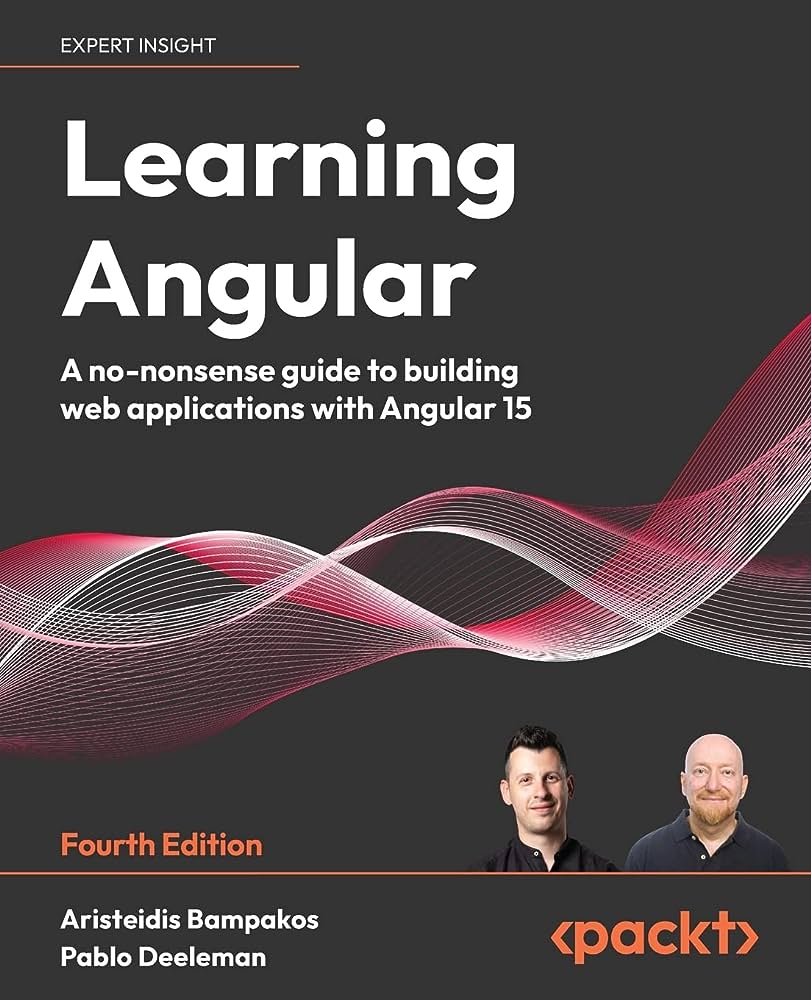 EXPERT INSIGHT
Learning
Angular
A no-nonsense guide to building
web applications with Angular 15
Fourth Edition
Aristeidis Bampakos
Pablo Deeleman
<packt>